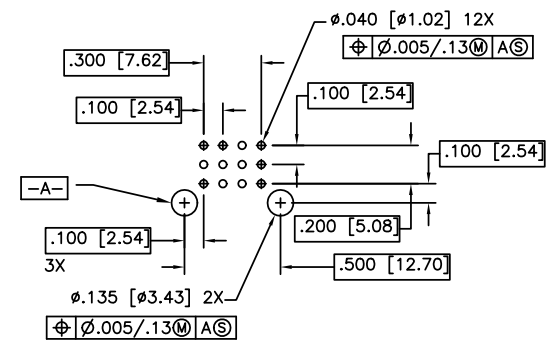 ø.040 [ø1.02] 12X
⌖ Ø.005/.13Ⓜ AⓈ
.300 [7.62]
.100 [2.54]
.100 [2.54]
.100 [2.54]
-A-
.200 [5.08]
.100 [2.54]
3X
.500 [12.70]
ø.135 [ø3.43] 2X
⌖ Ø.005/.13Ⓜ AⓈ